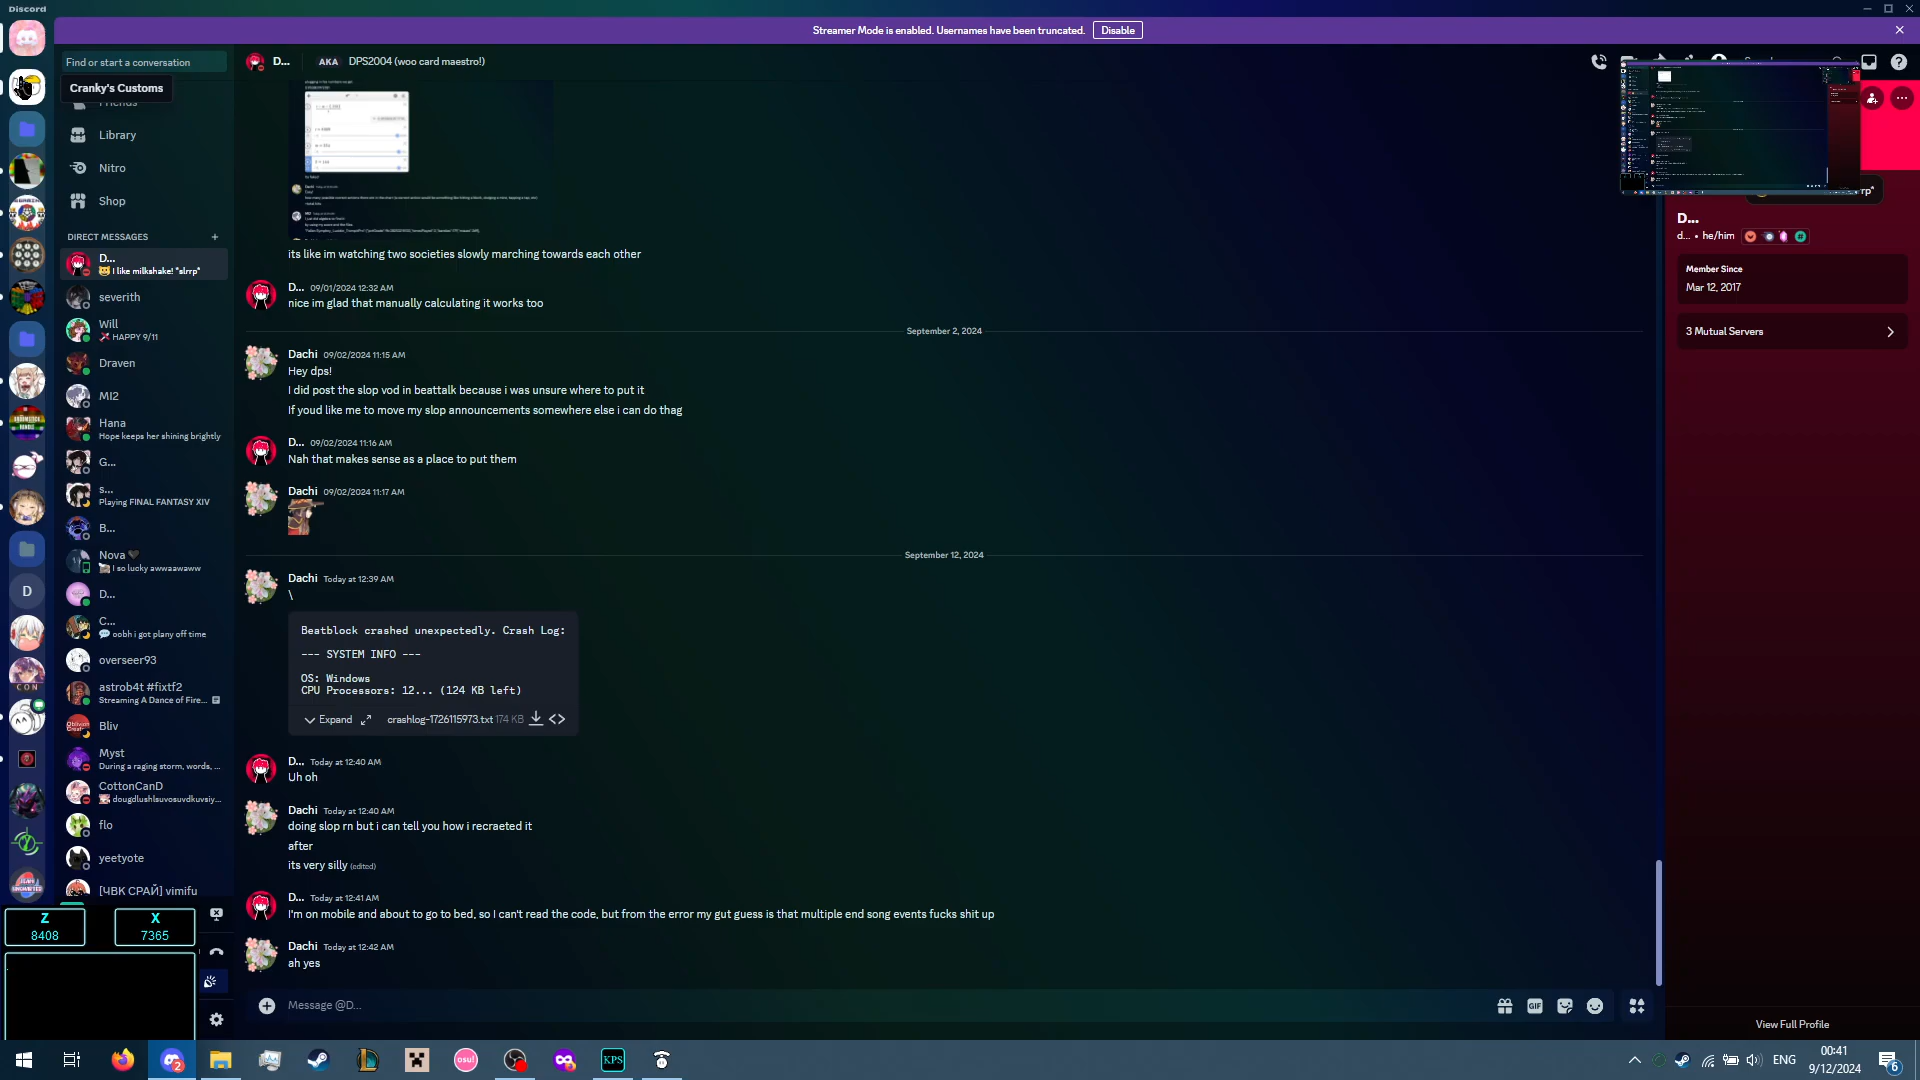 Discord
Streamer Mode is enabled. Usernames have been truncated.
Disable
Find or start a conversation
Cranky's Customs
Friends
Library
Nitro
Shop
DIRECT MESSAGES
D...
I like milkshake! *slrrp*
severith
Will
HAPPY 9/11
Draven
MI2
Hana
Hope keeps her shining brightly
G...
s...
Playing FINAL FANTASY XIV
B...
Nova
I so lucky awwaawaww
D...
C...
oobh i got plany off time
overseer93
astrob4t #fixtf2
Streaming A Dance of Fire...
Bliv
Myst
During a raging storm, words, ...
CottonCanD
dougdlushlsuvosuvdkuvsiy...
flo
yeetyote
[ЧВК СРАЙ] vimifu
D
CON
Z
8408
X
7365
D...
AKA DPS2004 (woo card maestro!)
its like im watching two societies slowly marching towards each other
D... 09/01/2024 12:32 AM
nice im glad that manually calculating it works too
September 2, 2024
Dachi 09/02/2024 11:15 AM
Hey dps!
I did post the slop vod in beattalk because i was unsure where to put it
If youd like me to move my slop announcements somewhere else i can do thag
D... 09/02/2024 11:16 AM
Nah that makes sense as a place to put them
Dachi 09/02/2024 11:17 AM
September 12, 2024
Dachi Today at 12:39 AM
\
Beatblock crashed unexpectedly. Crash Log:
--- SYSTEM INFO ---
OS: Windows
CPU Processors: 12... (124 KB left)
Expand crashlog-1726115973.txt 174 KB
D... Today at 12:40 AM
Uh oh
Dachi Today at 12:40 AM
doing slop rn but i can tell you how i recraeted it
after
its very silly (edited)
D... Today at 12:41 AM
I'm on mobile and about to go to bed, so I can't read the code, but from the error my gut guess is that multiple end song events fucks shit up
Dachi Today at 12:42 AM
ah yes
Message @D...
GIF
D...
d... • he/him
Member Since
Mar 12, 2017
3 Mutual Servers
View Full Profile
2
osu!
KPS
ENG
00:41
9/12/2024
6